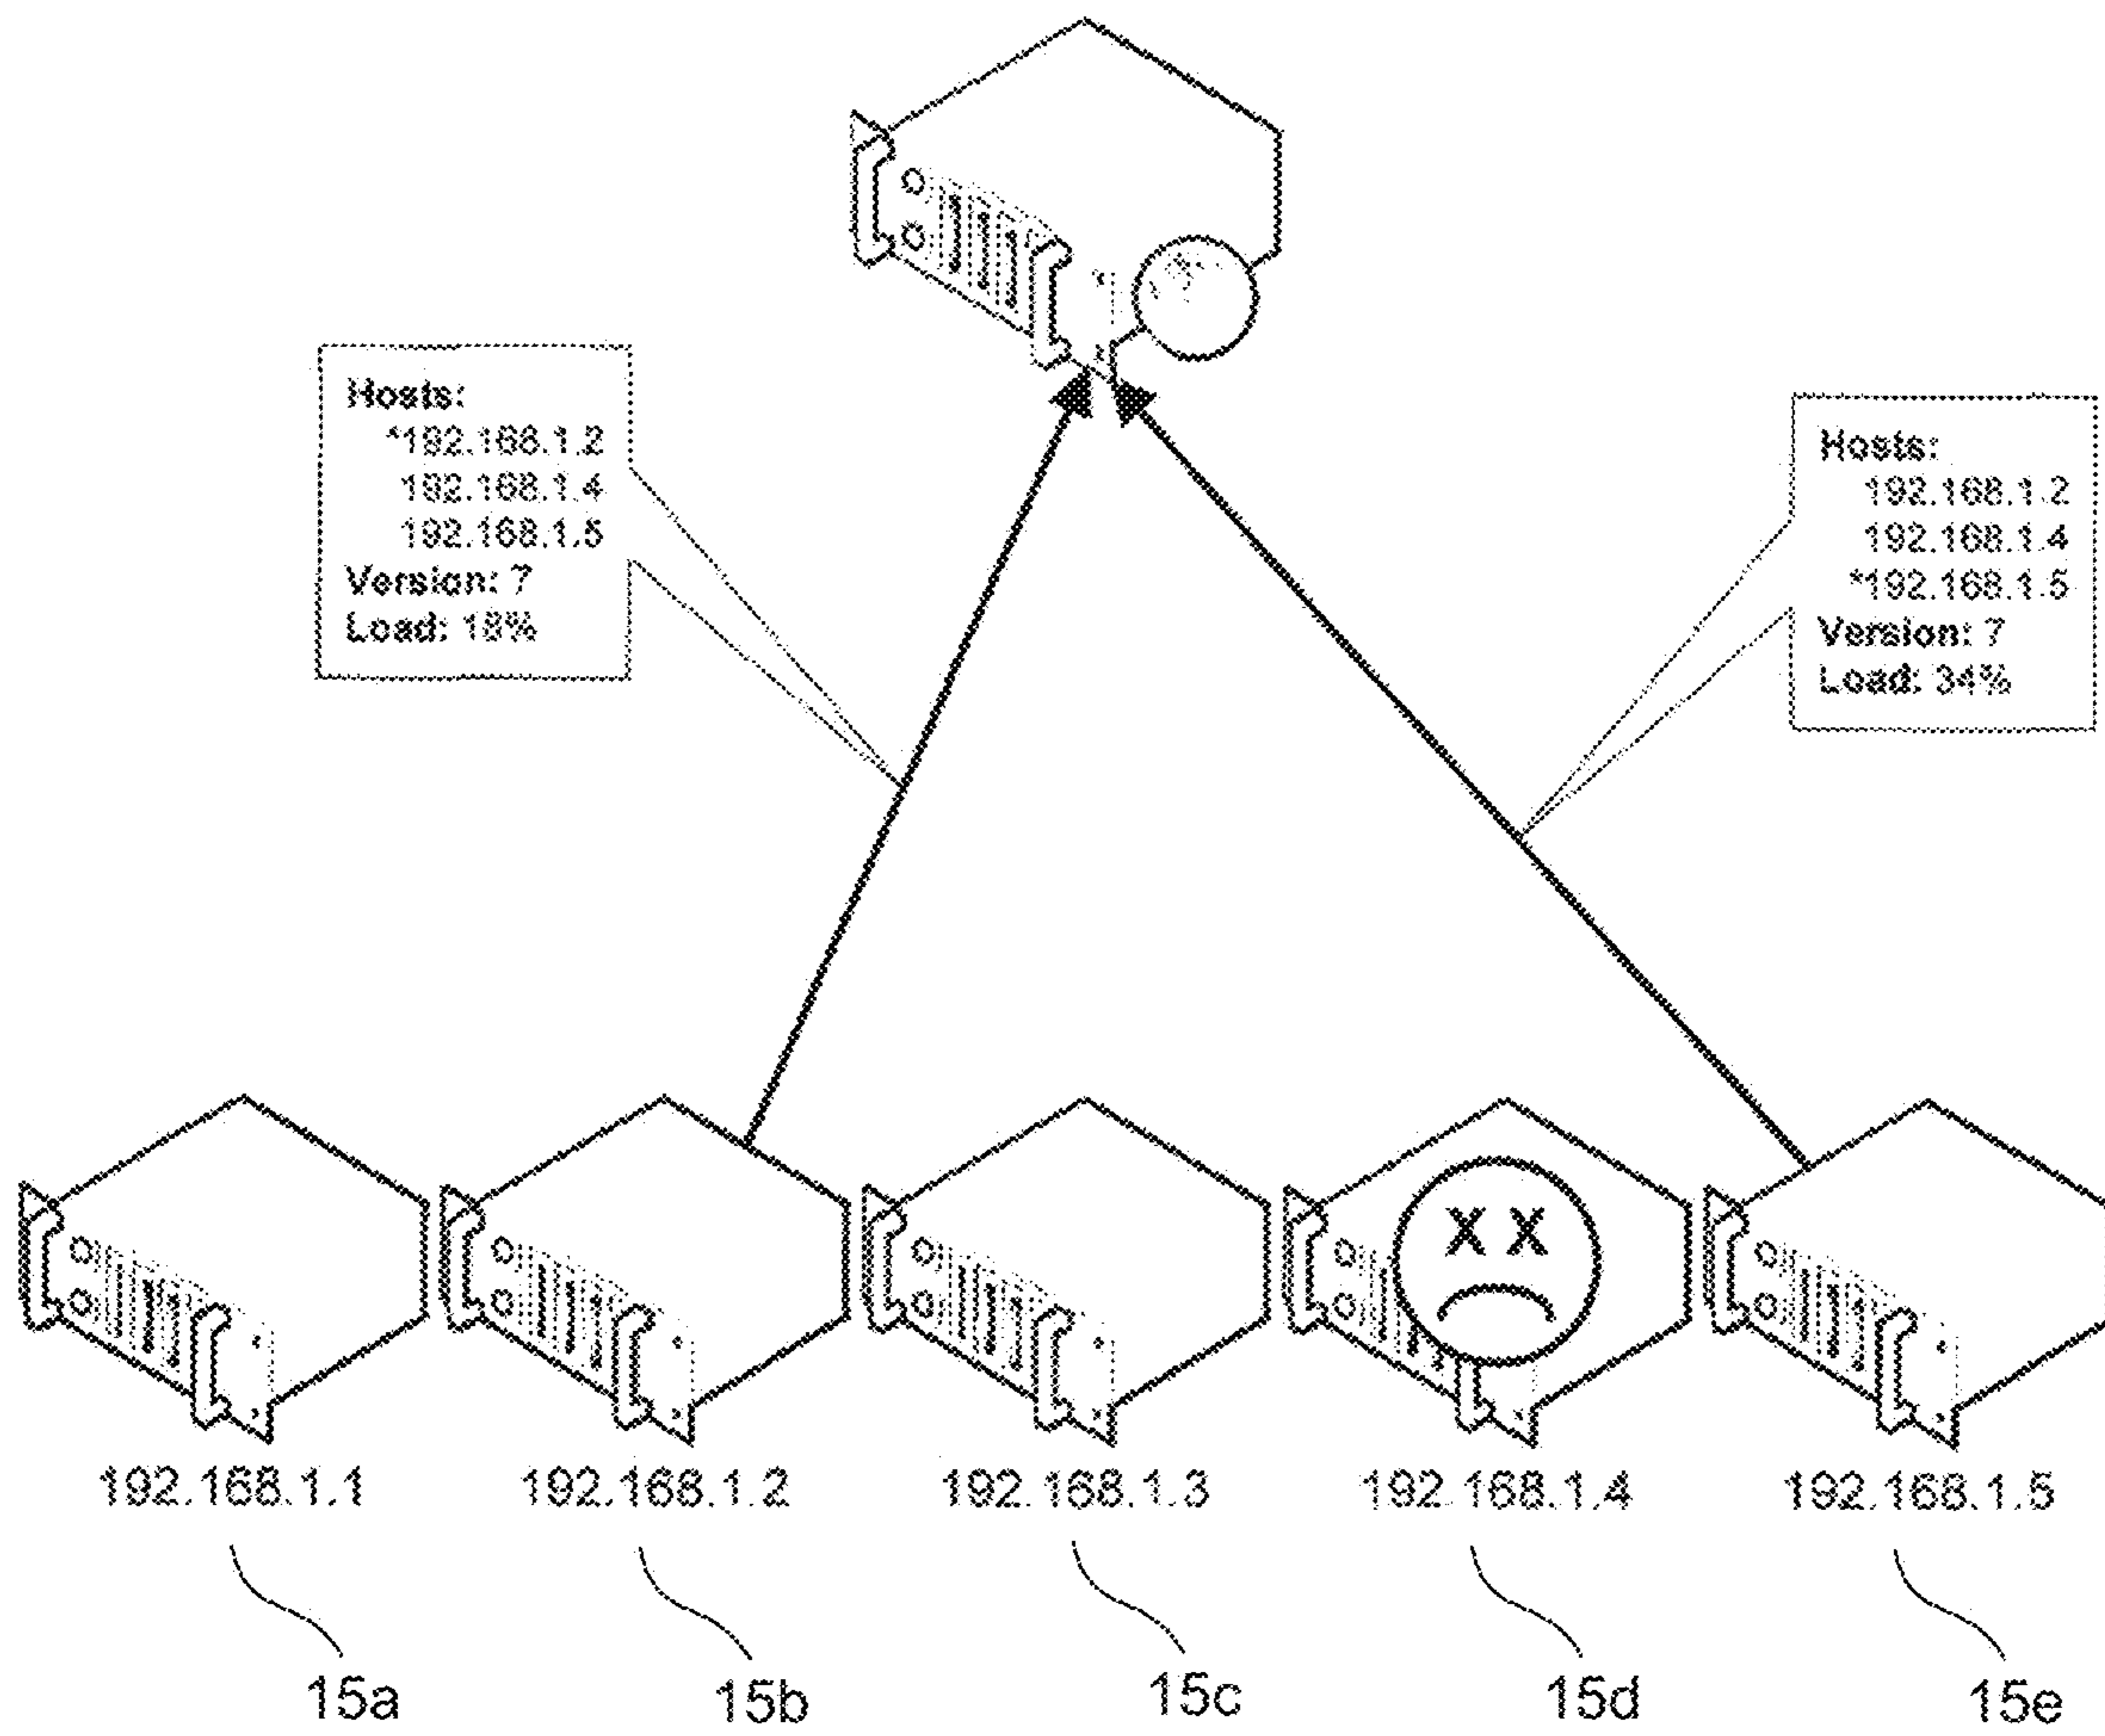 Hosts:
*192.168.1.2
192.168.1.4
192.168.1.5
Version: 7
Load: 18%
Hosts:
192.168.1.2
192.168.1.4
*192.168.1.5
Version: 7
Load: 34%
X X
192.168.1.1
192.168.1.2
192.168.1.3
192.168.1.4
192.168.1.5
15a
15b
15c
15d
15e